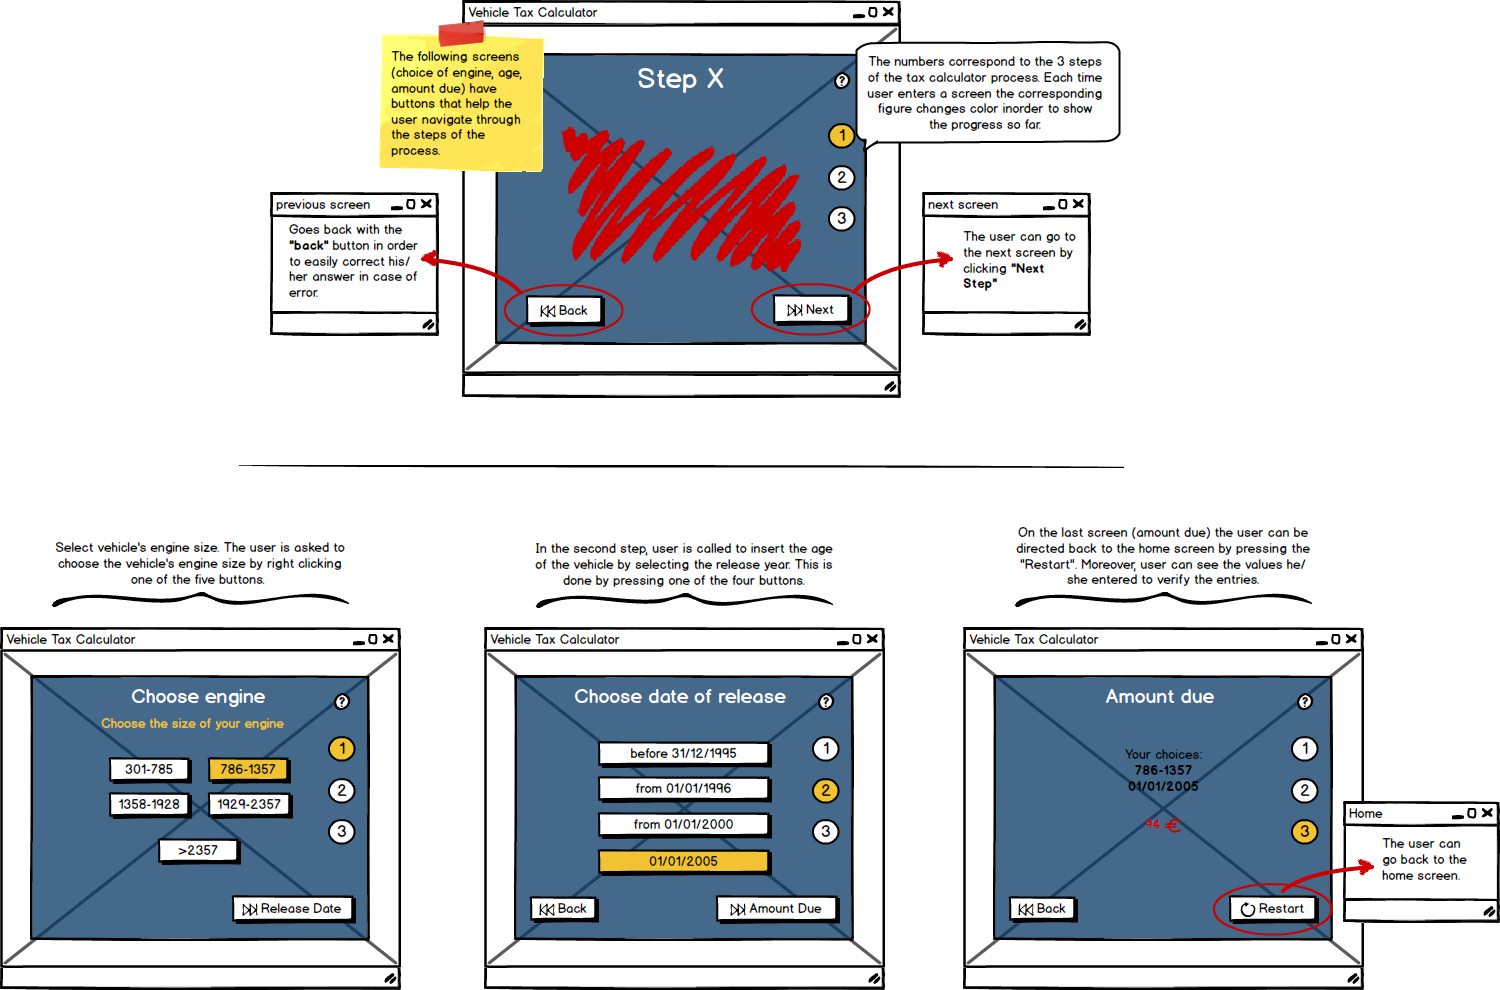 Vehicle Tax Calculator
The following screens
(choice of engine, age,
amount due) have
buttons that help the
user navigate through
the steps of the
process.
Step X
?
1
2
3
The numbers correspond to the 3 steps
of the tax calculator process. Each time
user enters a screen the corresponding
figure changes color inorder to show
the progress so far.
previous screen
Goes back with the
"back" button in order
to easily correct his/
her answer in case of
error.
Back
Next
next screen
The user can go to
the next screen by
clicking "Next
Step"
Select vehicle's engine size. The user is asked to
choose the vehicle's engine size by right clicking
one of the five buttons.
Vehicle Tax Calculator
Choose engine
?
Choose the size of your engine
1
301-785
786-1357
2
1358-1928
1929-2357
3
>2357
Release Date
In the second step, user is called to insert the age
of the vehicle by selecting the release year. This is
done by pressing one of the four buttons.
Vehicle Tax Calculator
Choose date of release
?
before 31/12/1995
1
from 01/01/1996
2
from 01/01/2000
3
01/01/2005
Back
Amount Due
On the last screen (amount due) the user can be
directed back to the home screen by pressing the
"Restart". Moreover, user can see the values he/
she entered to verify the entries.
Vehicle Tax Calculator
Amount due
?
1
Your choices:
786-1357
01/01/2005
2
94 €
3
Back
Restart
Home
The user can
go back to the
home screen.